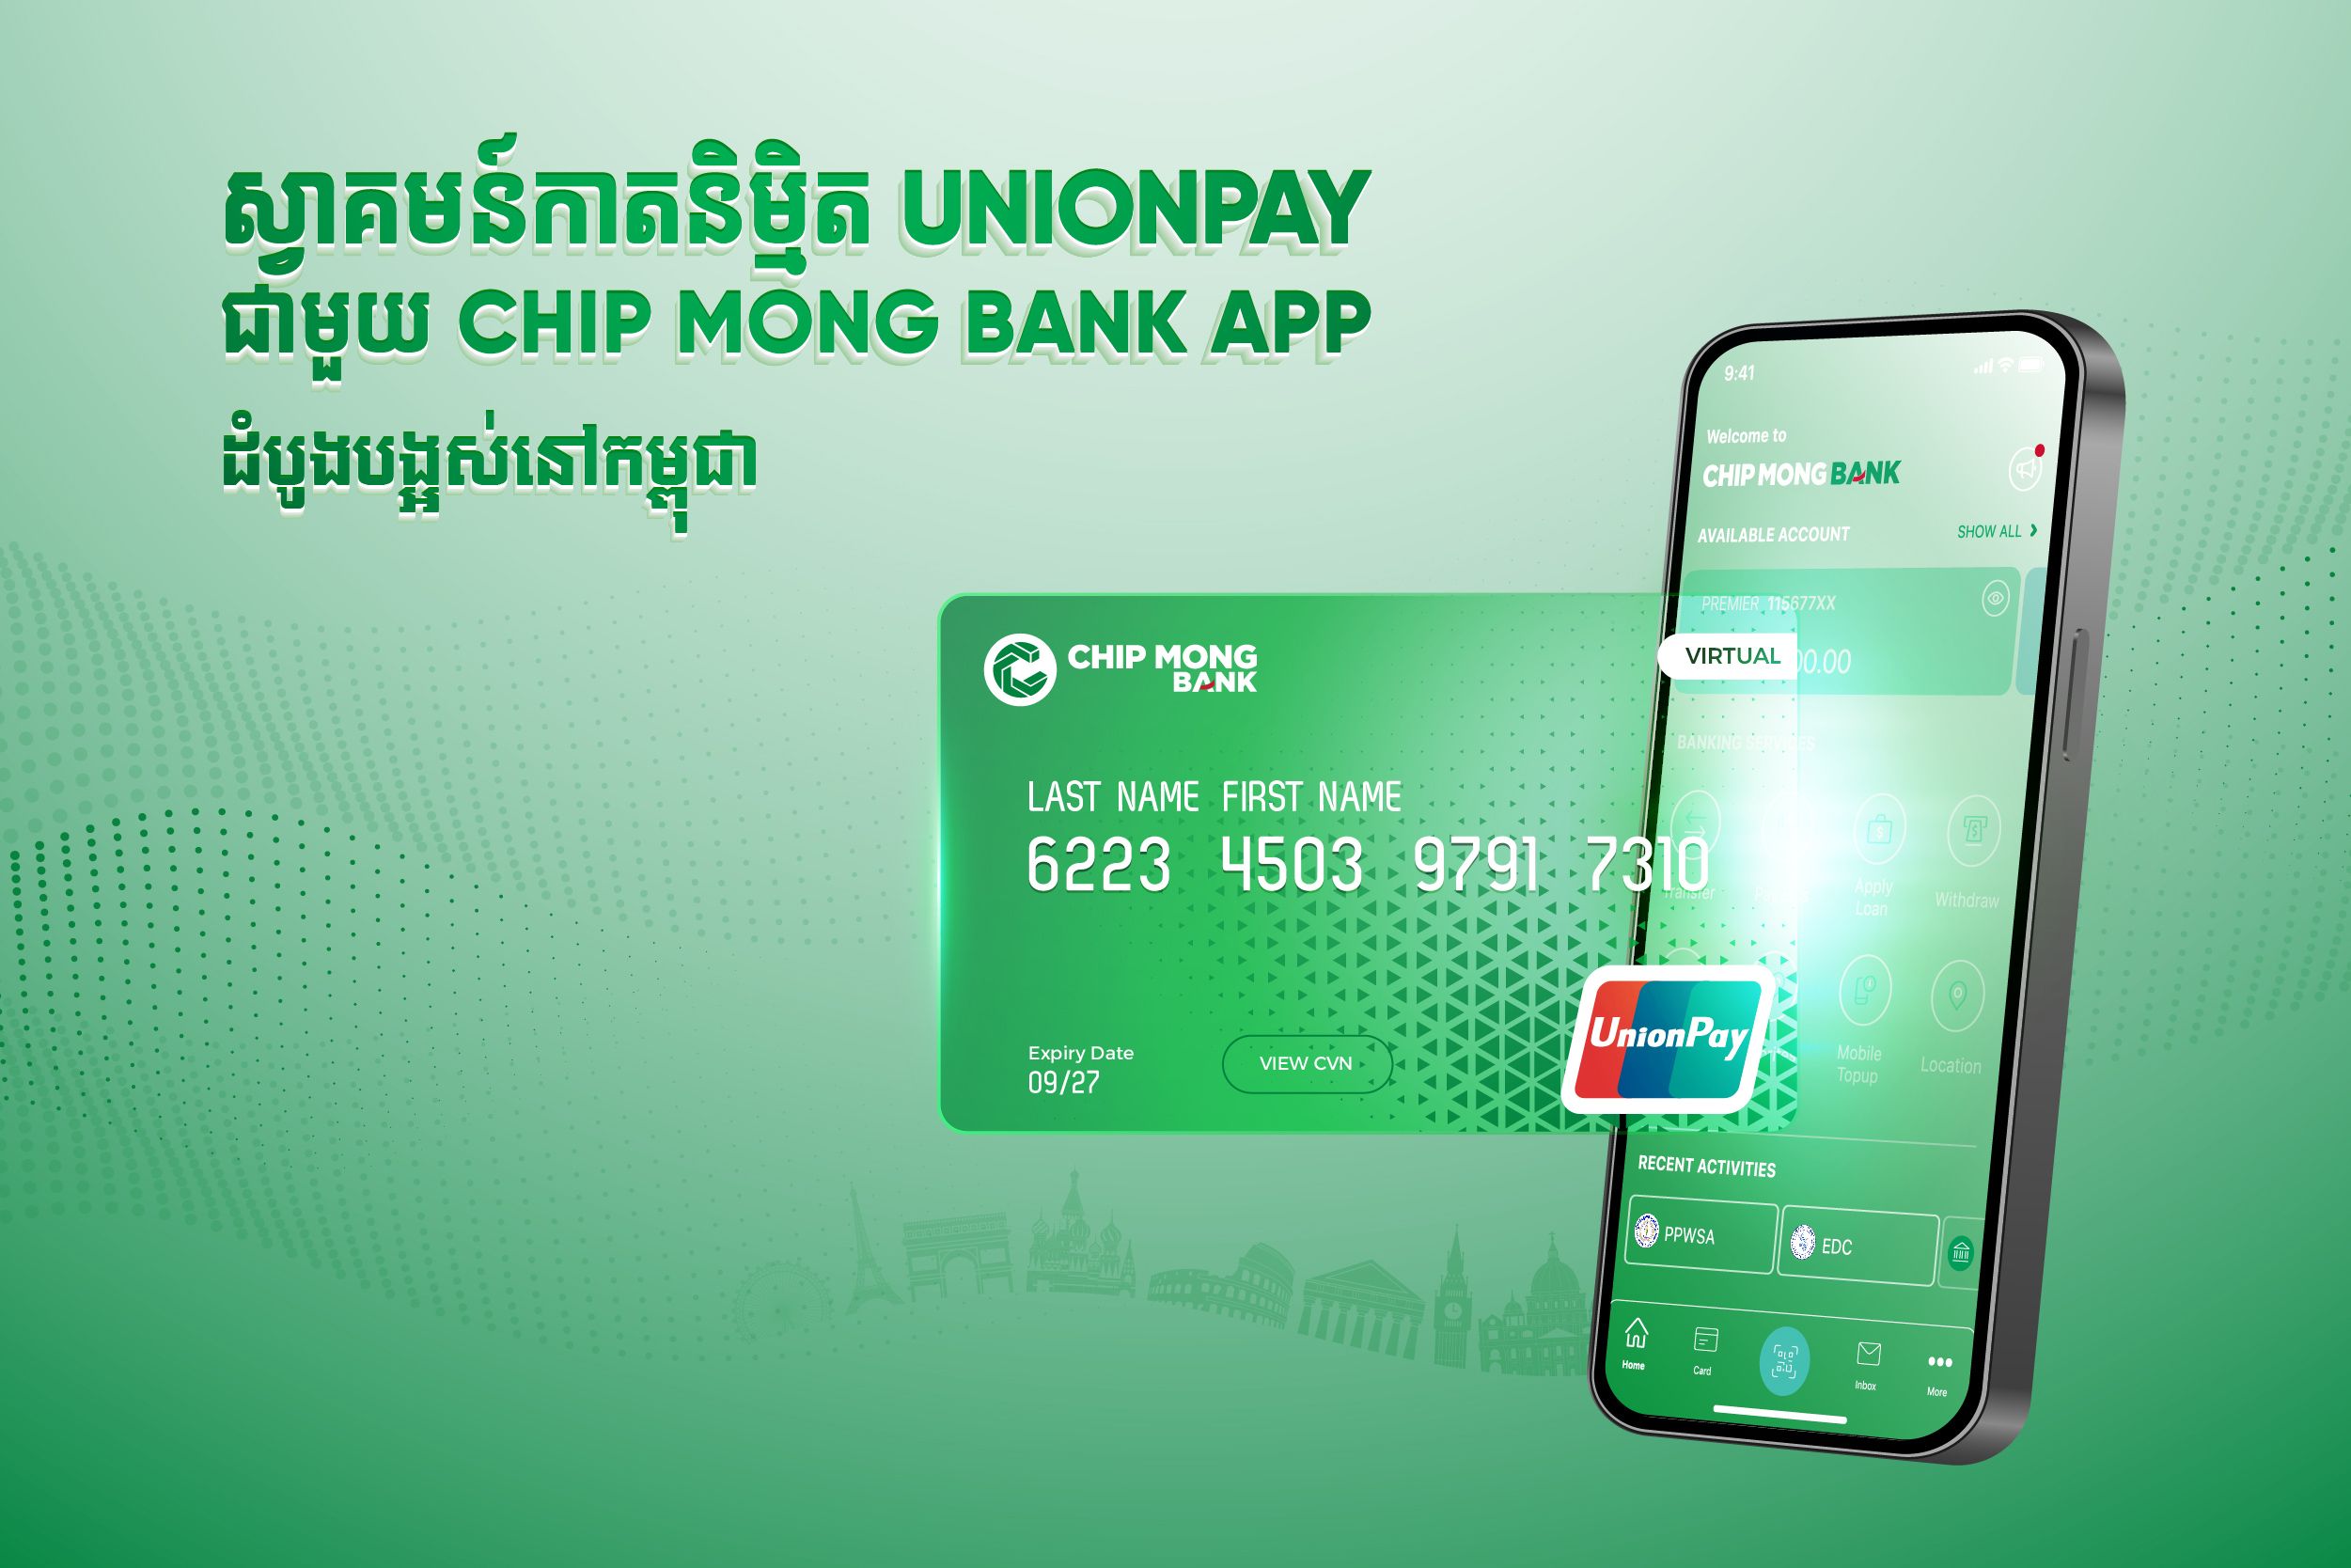 ស្វាគមន៍កាតនិម្មិត UNIONPAY
ជាមួយ CHIP MONG BANK APP
ដំបូងបង្អស់នៅកម្ពុជា
9:41
Welcome to
CHIP MONG BANK
AVAILABLE ACCOUNT
SHOW ALL
PREMIER 115677XX
00.00
BANKING SERVICES
CHIP MONG
BANK
VIRTUAL
LAST NAME FIRST NAME
6223 4503 9791 7310
Expiry Date
09/27
VIEW CVN
UnionPay
Transfer
Apply
Loan
Withdraw
Mobile
Topup
Location
RECENT ACTIVITIES
PPWSA
EDC
Home
Card
Inbox
More